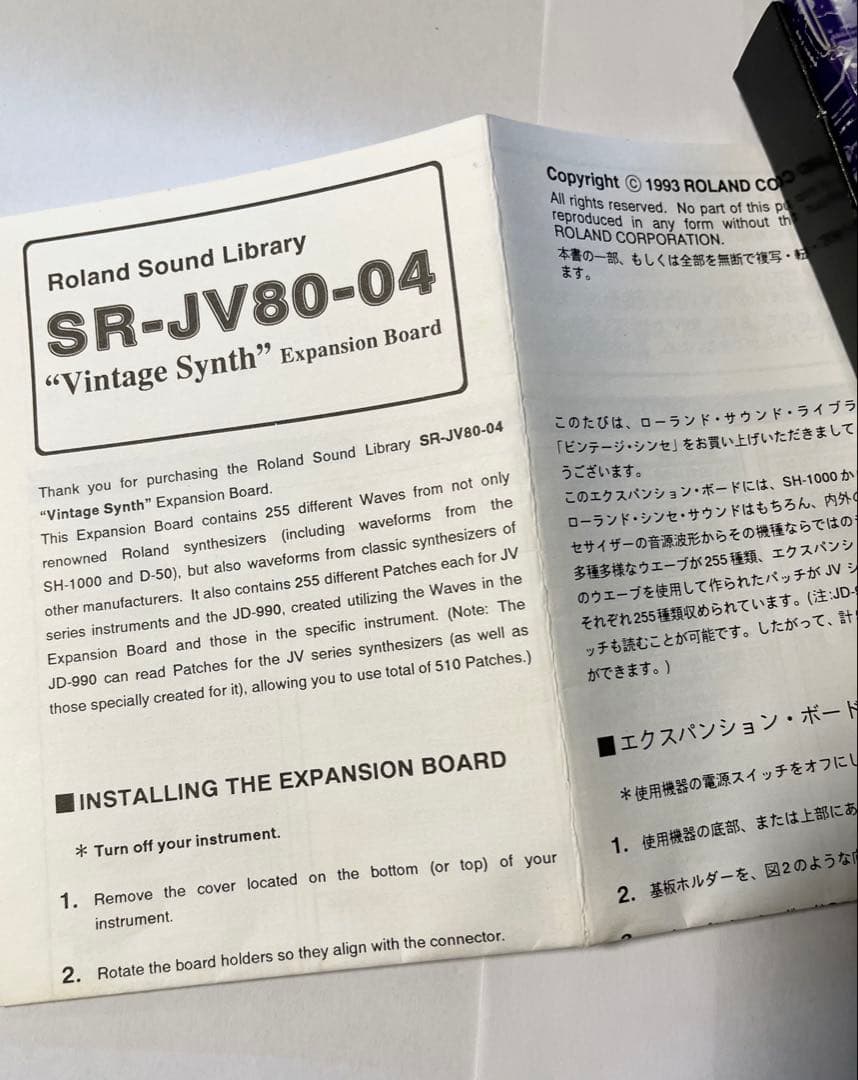 Roland Sound Library
SR-JV80-04
“Vintage Synth” Expansion Board
Thank you for purchasing the Roland Sound Library SR-JV80-04
“Vintage Synth” Expansion Board.
This Expansion Board contains 255 different Waves from not only
renowned Roland synthesizers (including waveforms from the
SH-1000 and D-50), but also waveforms from classic synthesizers of
other manufacturers. It also contains 255 different Patches each for JV
series instruments and the JD-990, created utilizing the Waves in the
Expansion Board and those in the specific instrument. (Note: The
JD-990 can read Patches for the JV series synthesizers (as well as
those specially created for it), allowing you to use total of 510 Patches.)
■INSTALLING THE EXPANSION BOARD
＊ Turn off your instrument.
1. Remove the cover located on the bottom (or top) of your
instrument.
2. Rotate the board holders so they align with the connector.
Copyright © 1993 ROLAND CO
All rights reserved. No part of this
reproduced in any form without
ROLAND CORPORATION.
本書の一部、もしくは全部を無断で複写・転
ます。
このたびは、ローランド・サウンド・ライブラ
「ビンテージ・シンセ」をお買い上げいただきまして
うございます。
このエクスパンション・ボードには、SH-1000か
ローランド・シンセ・サウンドはもちろん、内外の
セサイザーの音源波形からその機種ならではの
多種多様なウエーブが255種類、エクスパンシ
のウエーブを使用して作られたパッチがJV シ
それぞれ255種類収められています。(注:JD-
ッチも読むことが可能です。したがって、計
ができます。)
■エクスパンション・ボード
＊使用機器の電源スイッチをオフにし
1. 使用機器の底部、または上部にあ
2. 基板ホルダーを、図2のような